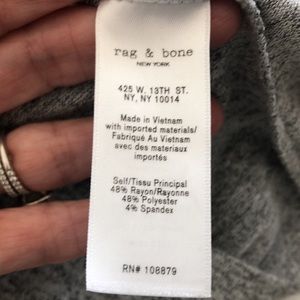 rag & bone
NEW YORK
425 W. 13TH ST.
NY, NY 10014
Made in Vietnam
with imported materials/
Fabriqué Au Vietnam
avec des materiaux
importés
Self/Tissu Principal
48% Rayon/Rayonne
48% Polyester
4% Spandex
RN# 108879